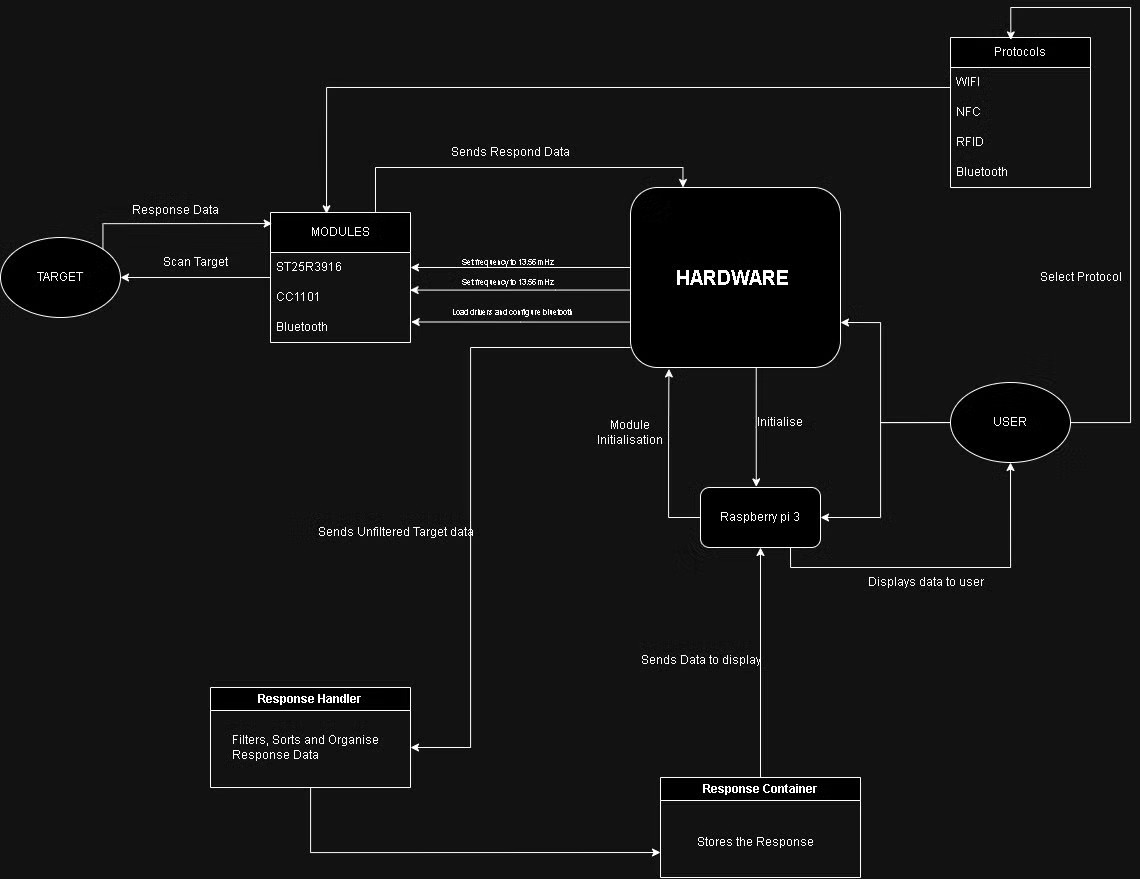 Protocols
WIFI
NFC
RFID
Bluetooth
Sends Respond Data
Response Data
MODULES
ST25R3916
CC1101
Bluetooth
TARGET
Scan Target
Set frequency to 13.56 mHz
Set frequency to 13.56 mHz
Load drivers and configure bluetooth
HARDWARE
Select Protocol
USER
Module
Initialisation
Initialise
Raspberry pi 3
Sends Unfiltered Target data
Displays data to user
Sends Data to display
Response Handler
Filters, Sorts and Organise
Response Data
Response Container
Stores the Response